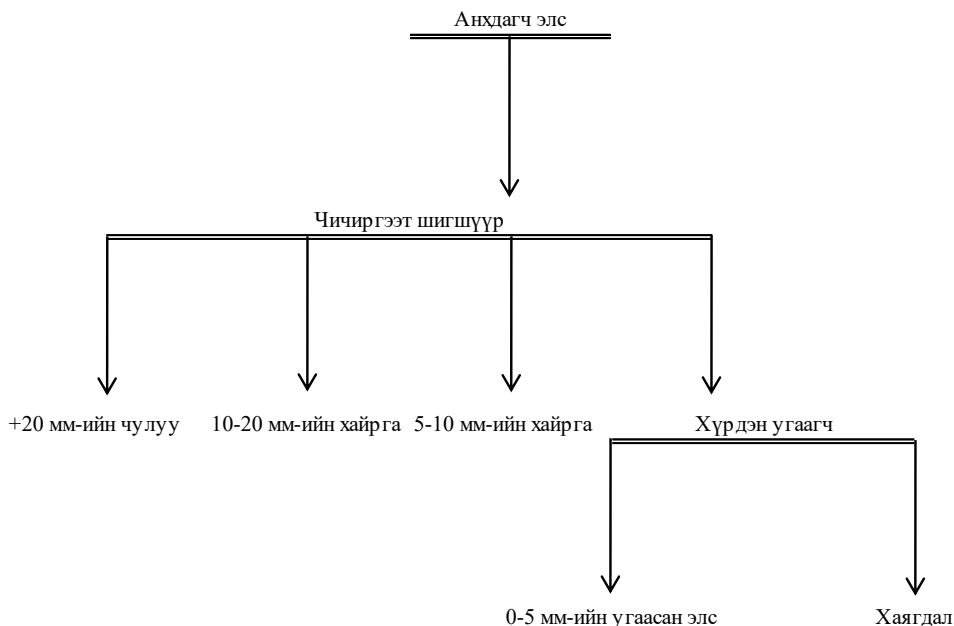 Анхдагч элс
Чичиргээт шигшүүр
+20 мм-ийн чулуу 10-20 мм-ийн хайрга 5-10 мм-ийн хайрга Хүрдэн угаагч
0-5 мм-ийн угаасан элс Хаягдал